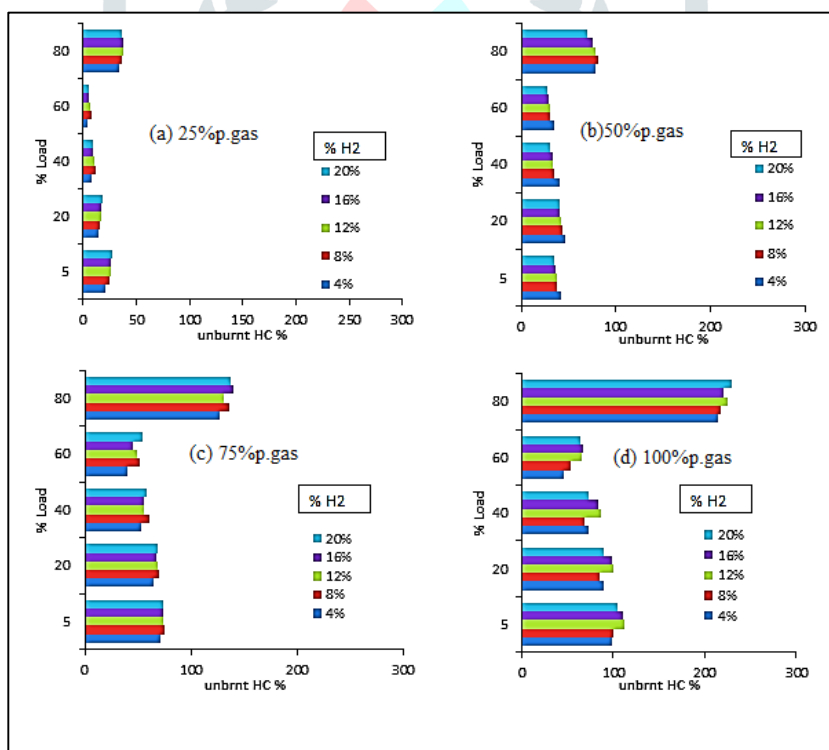 80
60
40
20
5
% Load
(a) 25%p.gas
% H2
20%
16%
12%
8%
4%
0 50 100 150 200 250 300
unburnt HC %
80
60
40
20
5
% Load
(b)50%p.gas
% H2
20%
16%
12%
8%
4%
0 100 200 300
unburnt HC %
80
60
40
20
5
% Load
(c) 75%p.gas
% H2
20%
16%
12%
8%
4%
0 100 200 300
unbrnt HC %
80
60
40
20
5
% Load
(d) 100%p.gas
% H2
20%
16%
12%
8%
4%
0 100 200 300
unburnt HC %